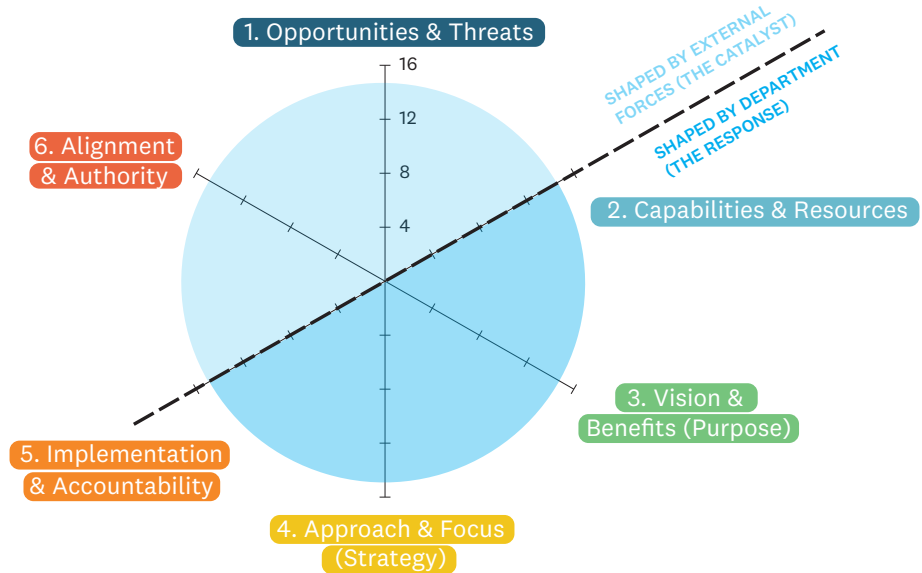 1. Opportunities & Threats
SHAPED BY EXTERNAL
FORCES (THE CATALYST)
SHAPED BY DEPARTMENT
(THE RESPONSE)
16
12
8
4
6. Alignment
& Authority
2. Capabilities & Resources
3. Vision &
Benefits (Purpose)
5. Implementation
& Accountability
4. Approach & Focus
(Strategy)